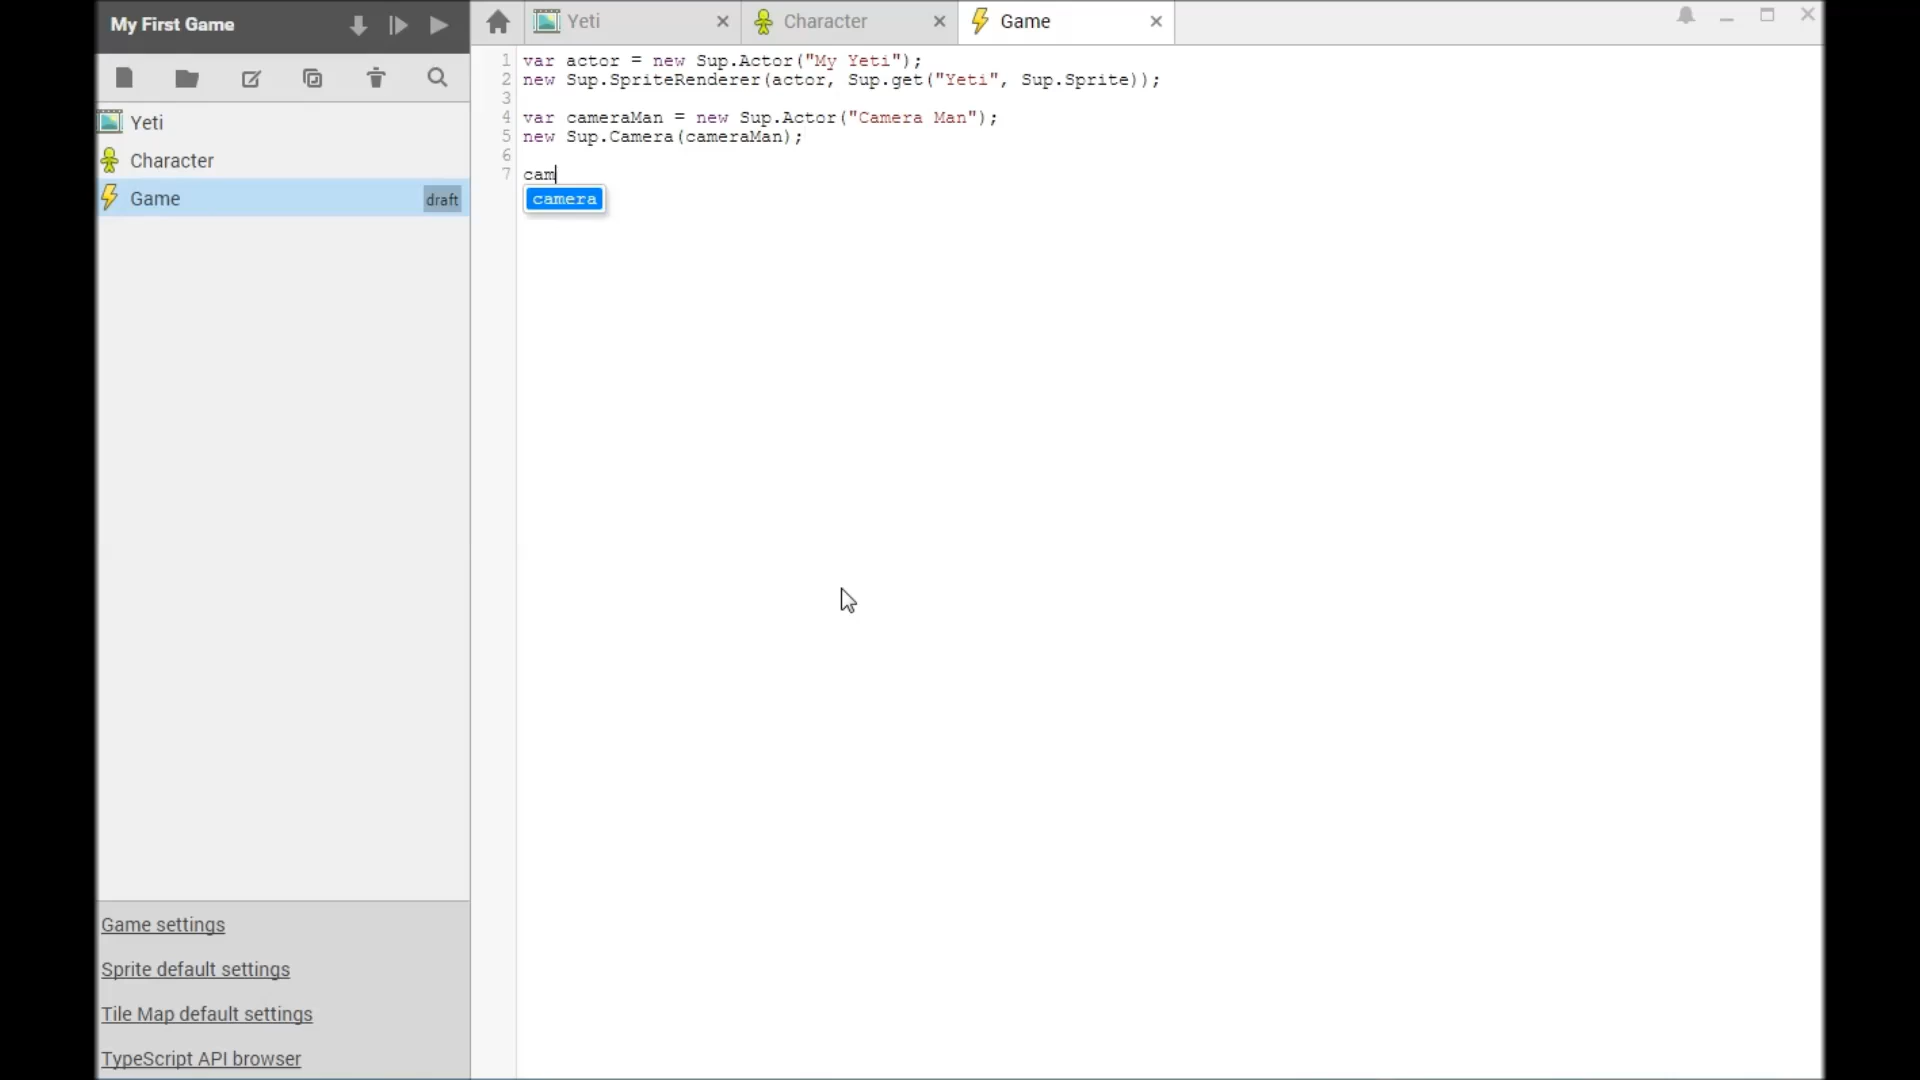 My First Game
Yeti
Character
Game
1 var actor = new Sup.Actor("My Yeti");
2 new Sup.SpriteRenderer(actor, Sup.get("Yeti", Sup.Sprite));
3
4 var cameraMan = new Sup.Actor("Camera Man");
5 new Sup.Camera(cameraMan);
6
7 cam
camera
Yeti
Character
Game draft
Game settings
Sprite default settings
Tile Map default settings
TypeScript API browser